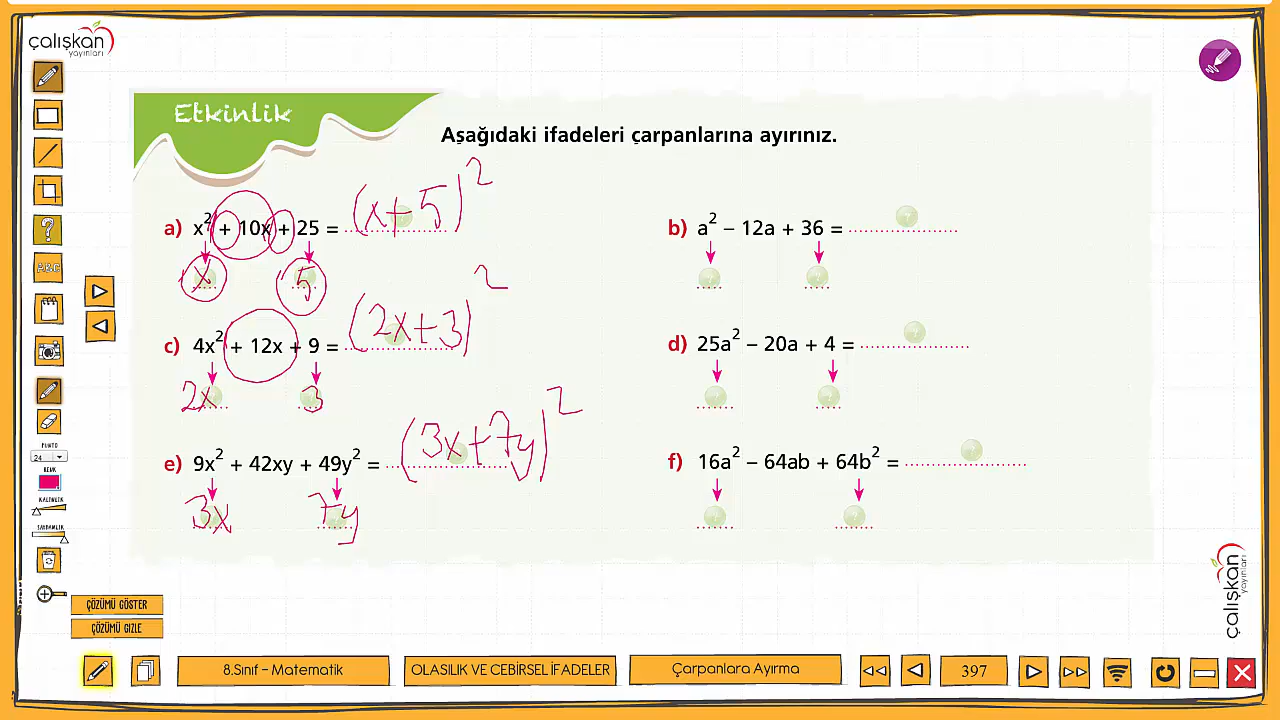 çalışkan
yayınları
Etkinlik
Aşağıdaki ifadeleri çarpanlarına ayırınız.
a) x² + 10x + 25 = (x+5)²
x 5
b) a² − 12a + 36 = ....................
c) 4x² + 12x + 9 = (2x+3)²
2x 3
d) 25a² − 20a + 4 = ....................
e) 9x² + 42xy + 49y² = (3x+7y)²
3x 7y
f) 16a² − 64ab + 64b² = ....................
ABC
PUNTO
24
RENK
KALINLIK
SAYDAMLIK
ÇÖZÜMÜ GÖSTER
ÇÖZÜMÜ GİZLE
8.Sınıf - Matematik
OLASILIK VE CEBİRSEL İFADELER
Çarpanlara Ayırma
397
çalışkan
yayınları